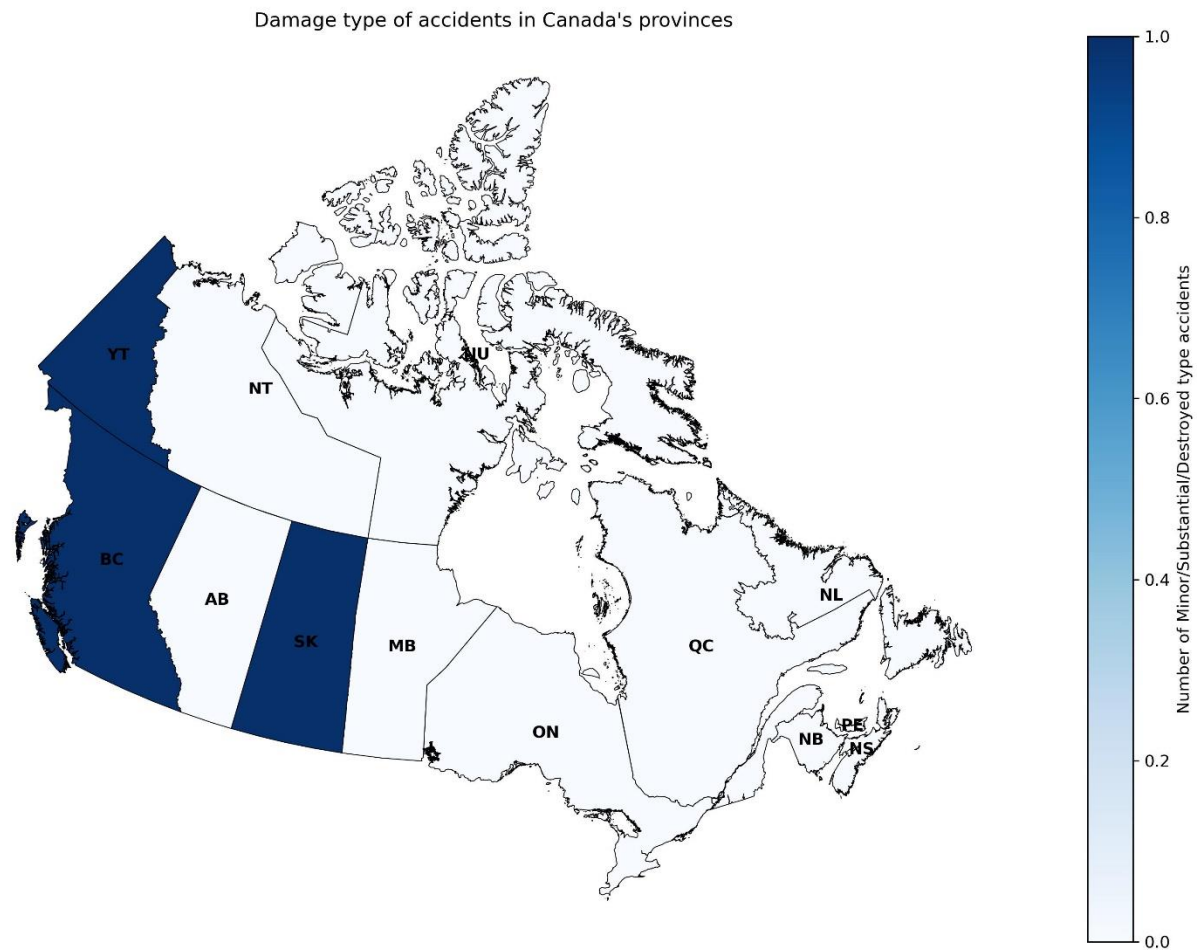 Damage type of accidents in Canada's provinces
1.0
0.8
0.6
0.4
0.2
0.0
Number of Minor/Substantial/Destroyed type accidents
YT
NT
NU
BC
AB
SK
MB
ON
QC
NL
PE
NB
NS